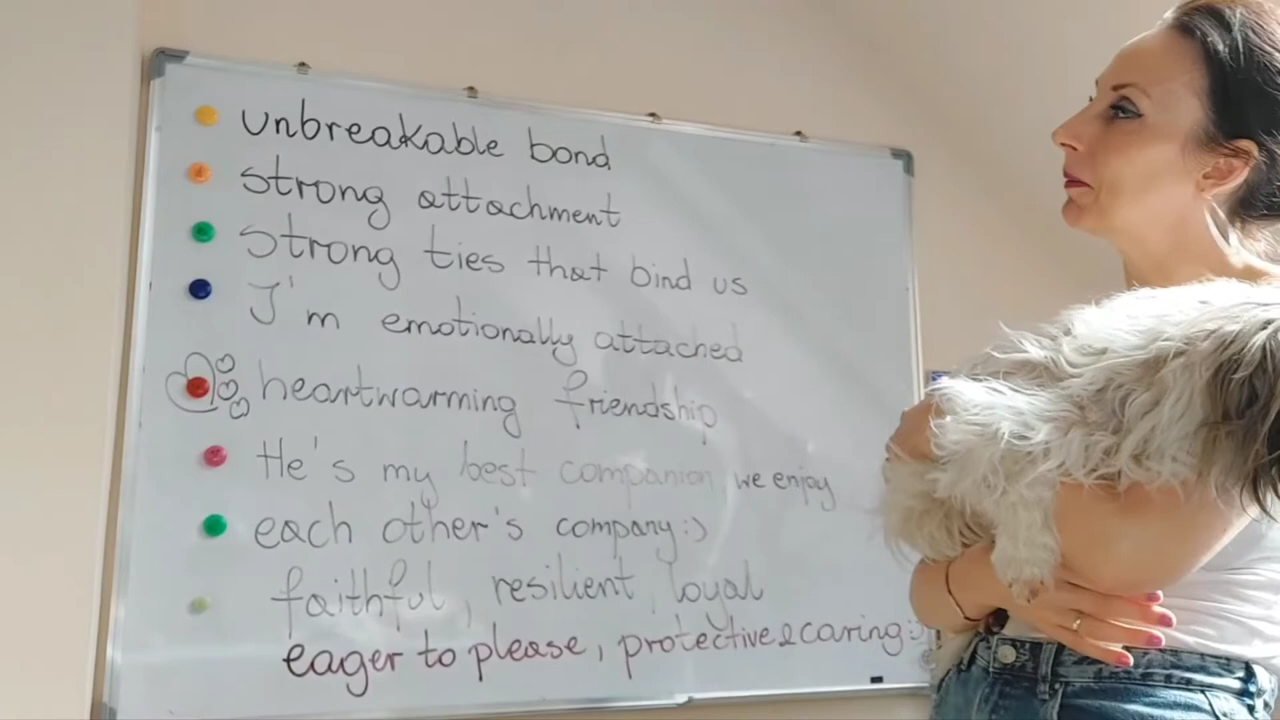 unbreakable bond
strong attachment
strong ties that bind us
I'm emotionally attached
heartwarming friendship
He's my best companion we enjoy
each other's company:)
faithful, resilient, loyal
eager to please, protective & caring:)